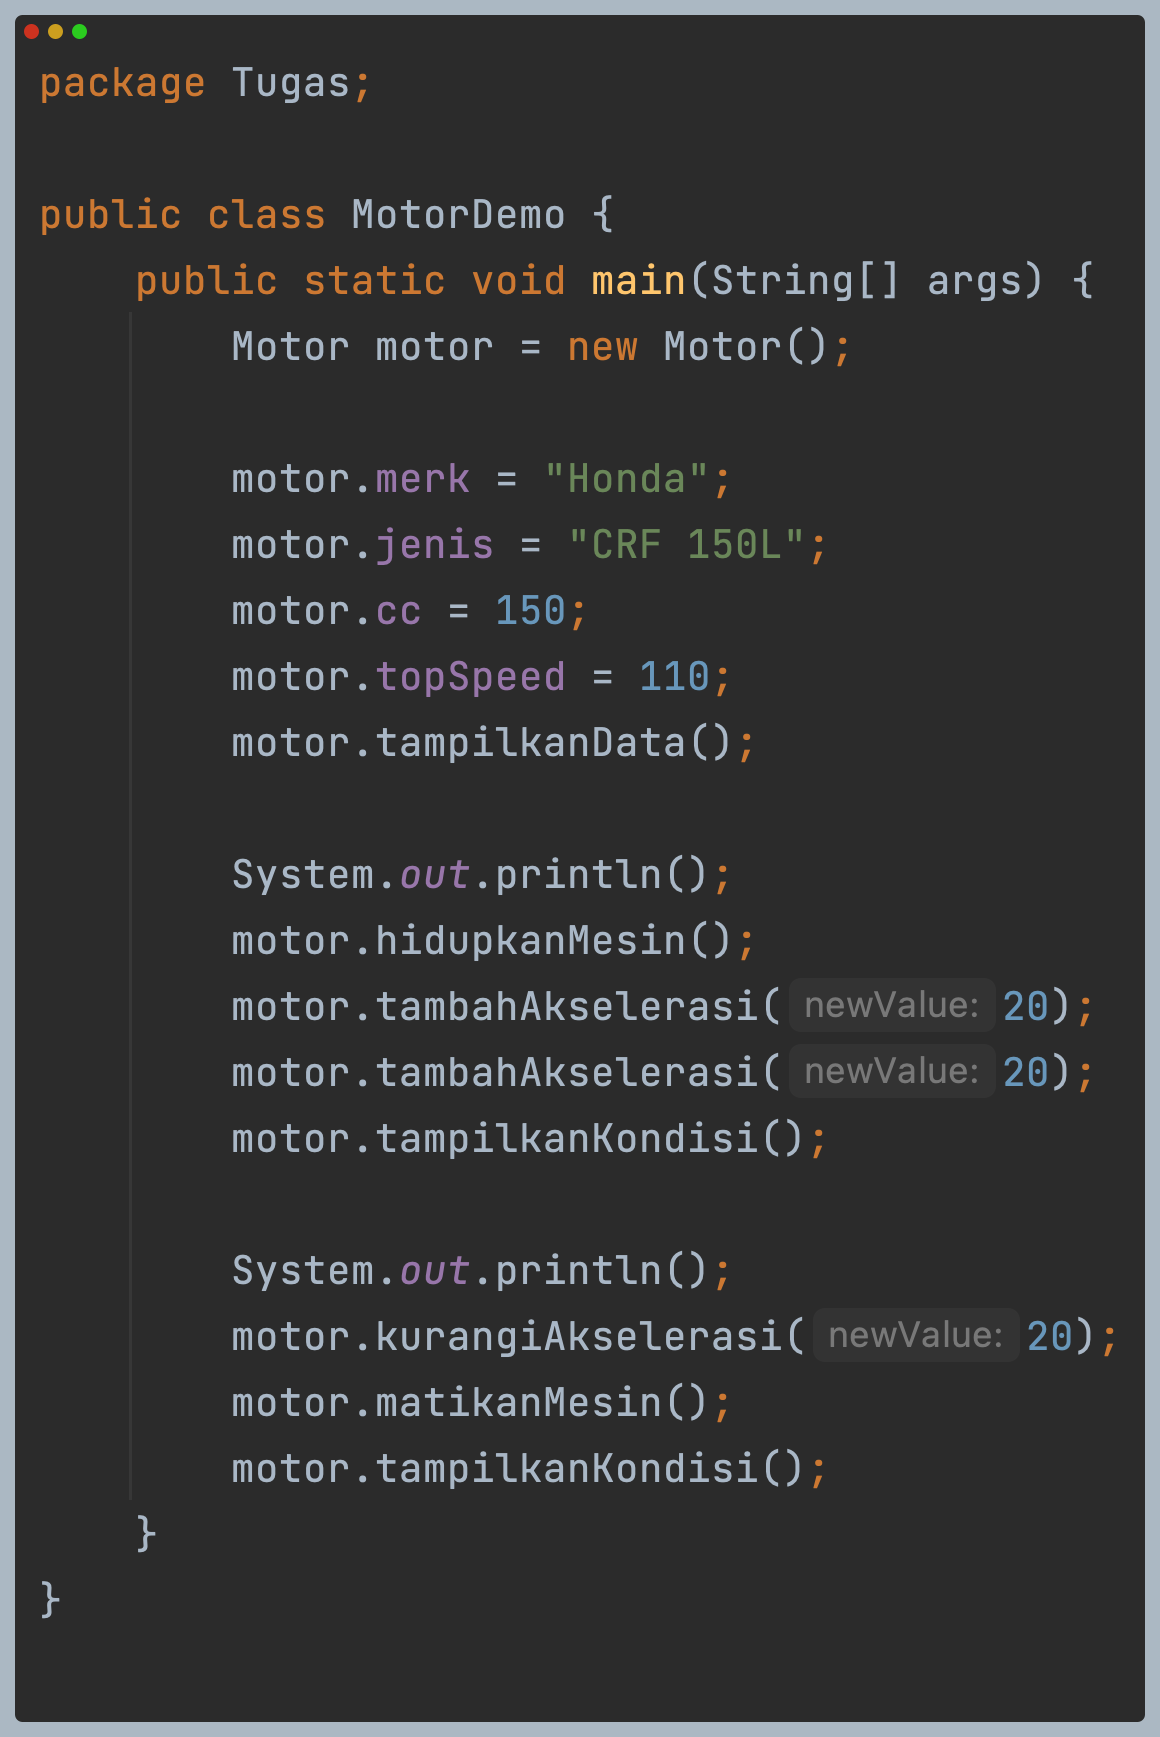 package Tugas;
public class MotorDemo {
    public static void main(String[] args) {
        Motor motor = new Motor();
        motor.merk = "Honda";
        motor.jenis = "CRF 150L";
        motor.cc = 150;
        motor.topSpeed = 110;
        motor.tampilkanData();
        System.out.println();
        motor.hidupkanMesin();
        motor.tambahAkselerasi( newValue: 20);
        motor.tambahAkselerasi( newValue: 20);
        motor.tampilkanKondisi();
        System.out.println();
        motor.kurangiAkselerasi( newValue: 20);
        motor.matikanMesin();
        motor.tampilkanKondisi();
    }
}